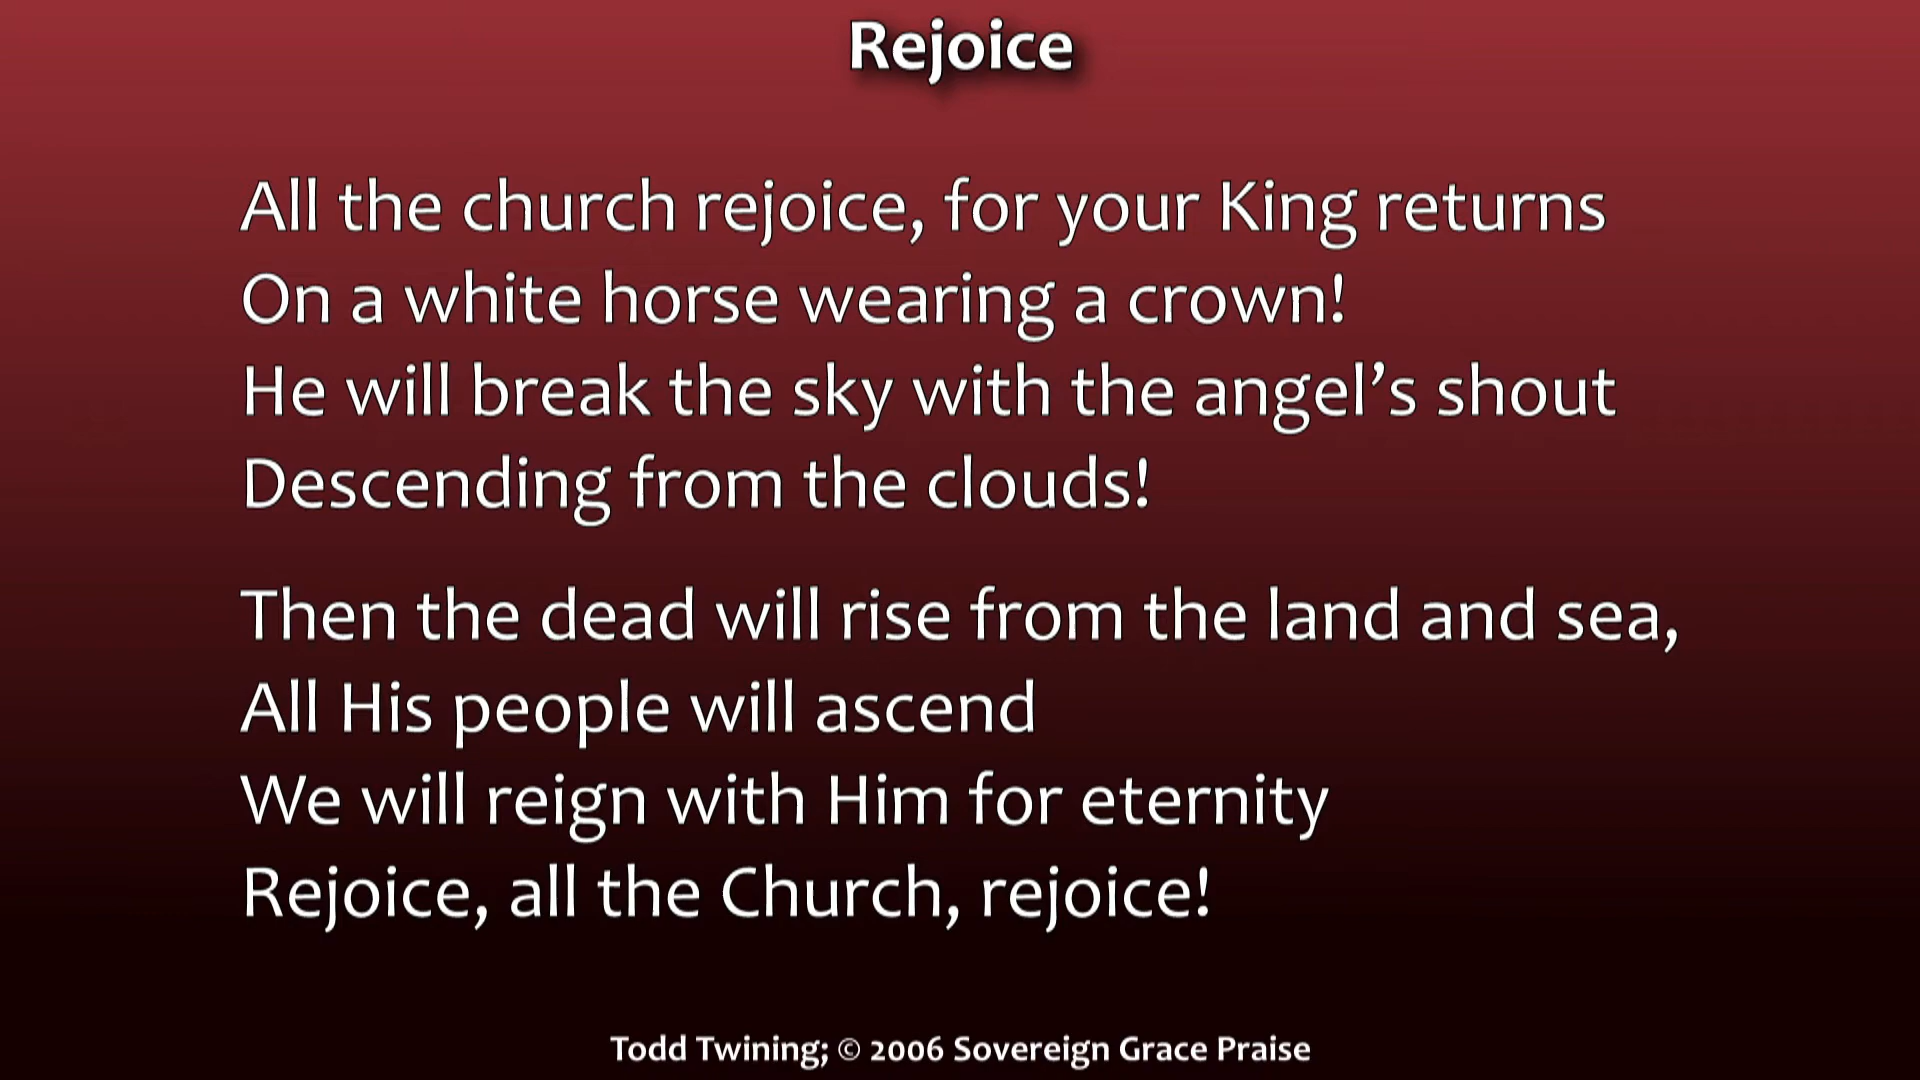 Rejoice
All the church rejoice, for your King returns
On a white horse wearing a crown!
He will break the sky with the angel’s shout
Descending from the clouds!
Then the dead will rise from the land and sea,
All His people will ascend
We will reign with Him for eternity
Rejoice, all the Church, rejoice!
Todd Twining; © 2006 Sovereign Grace Praise